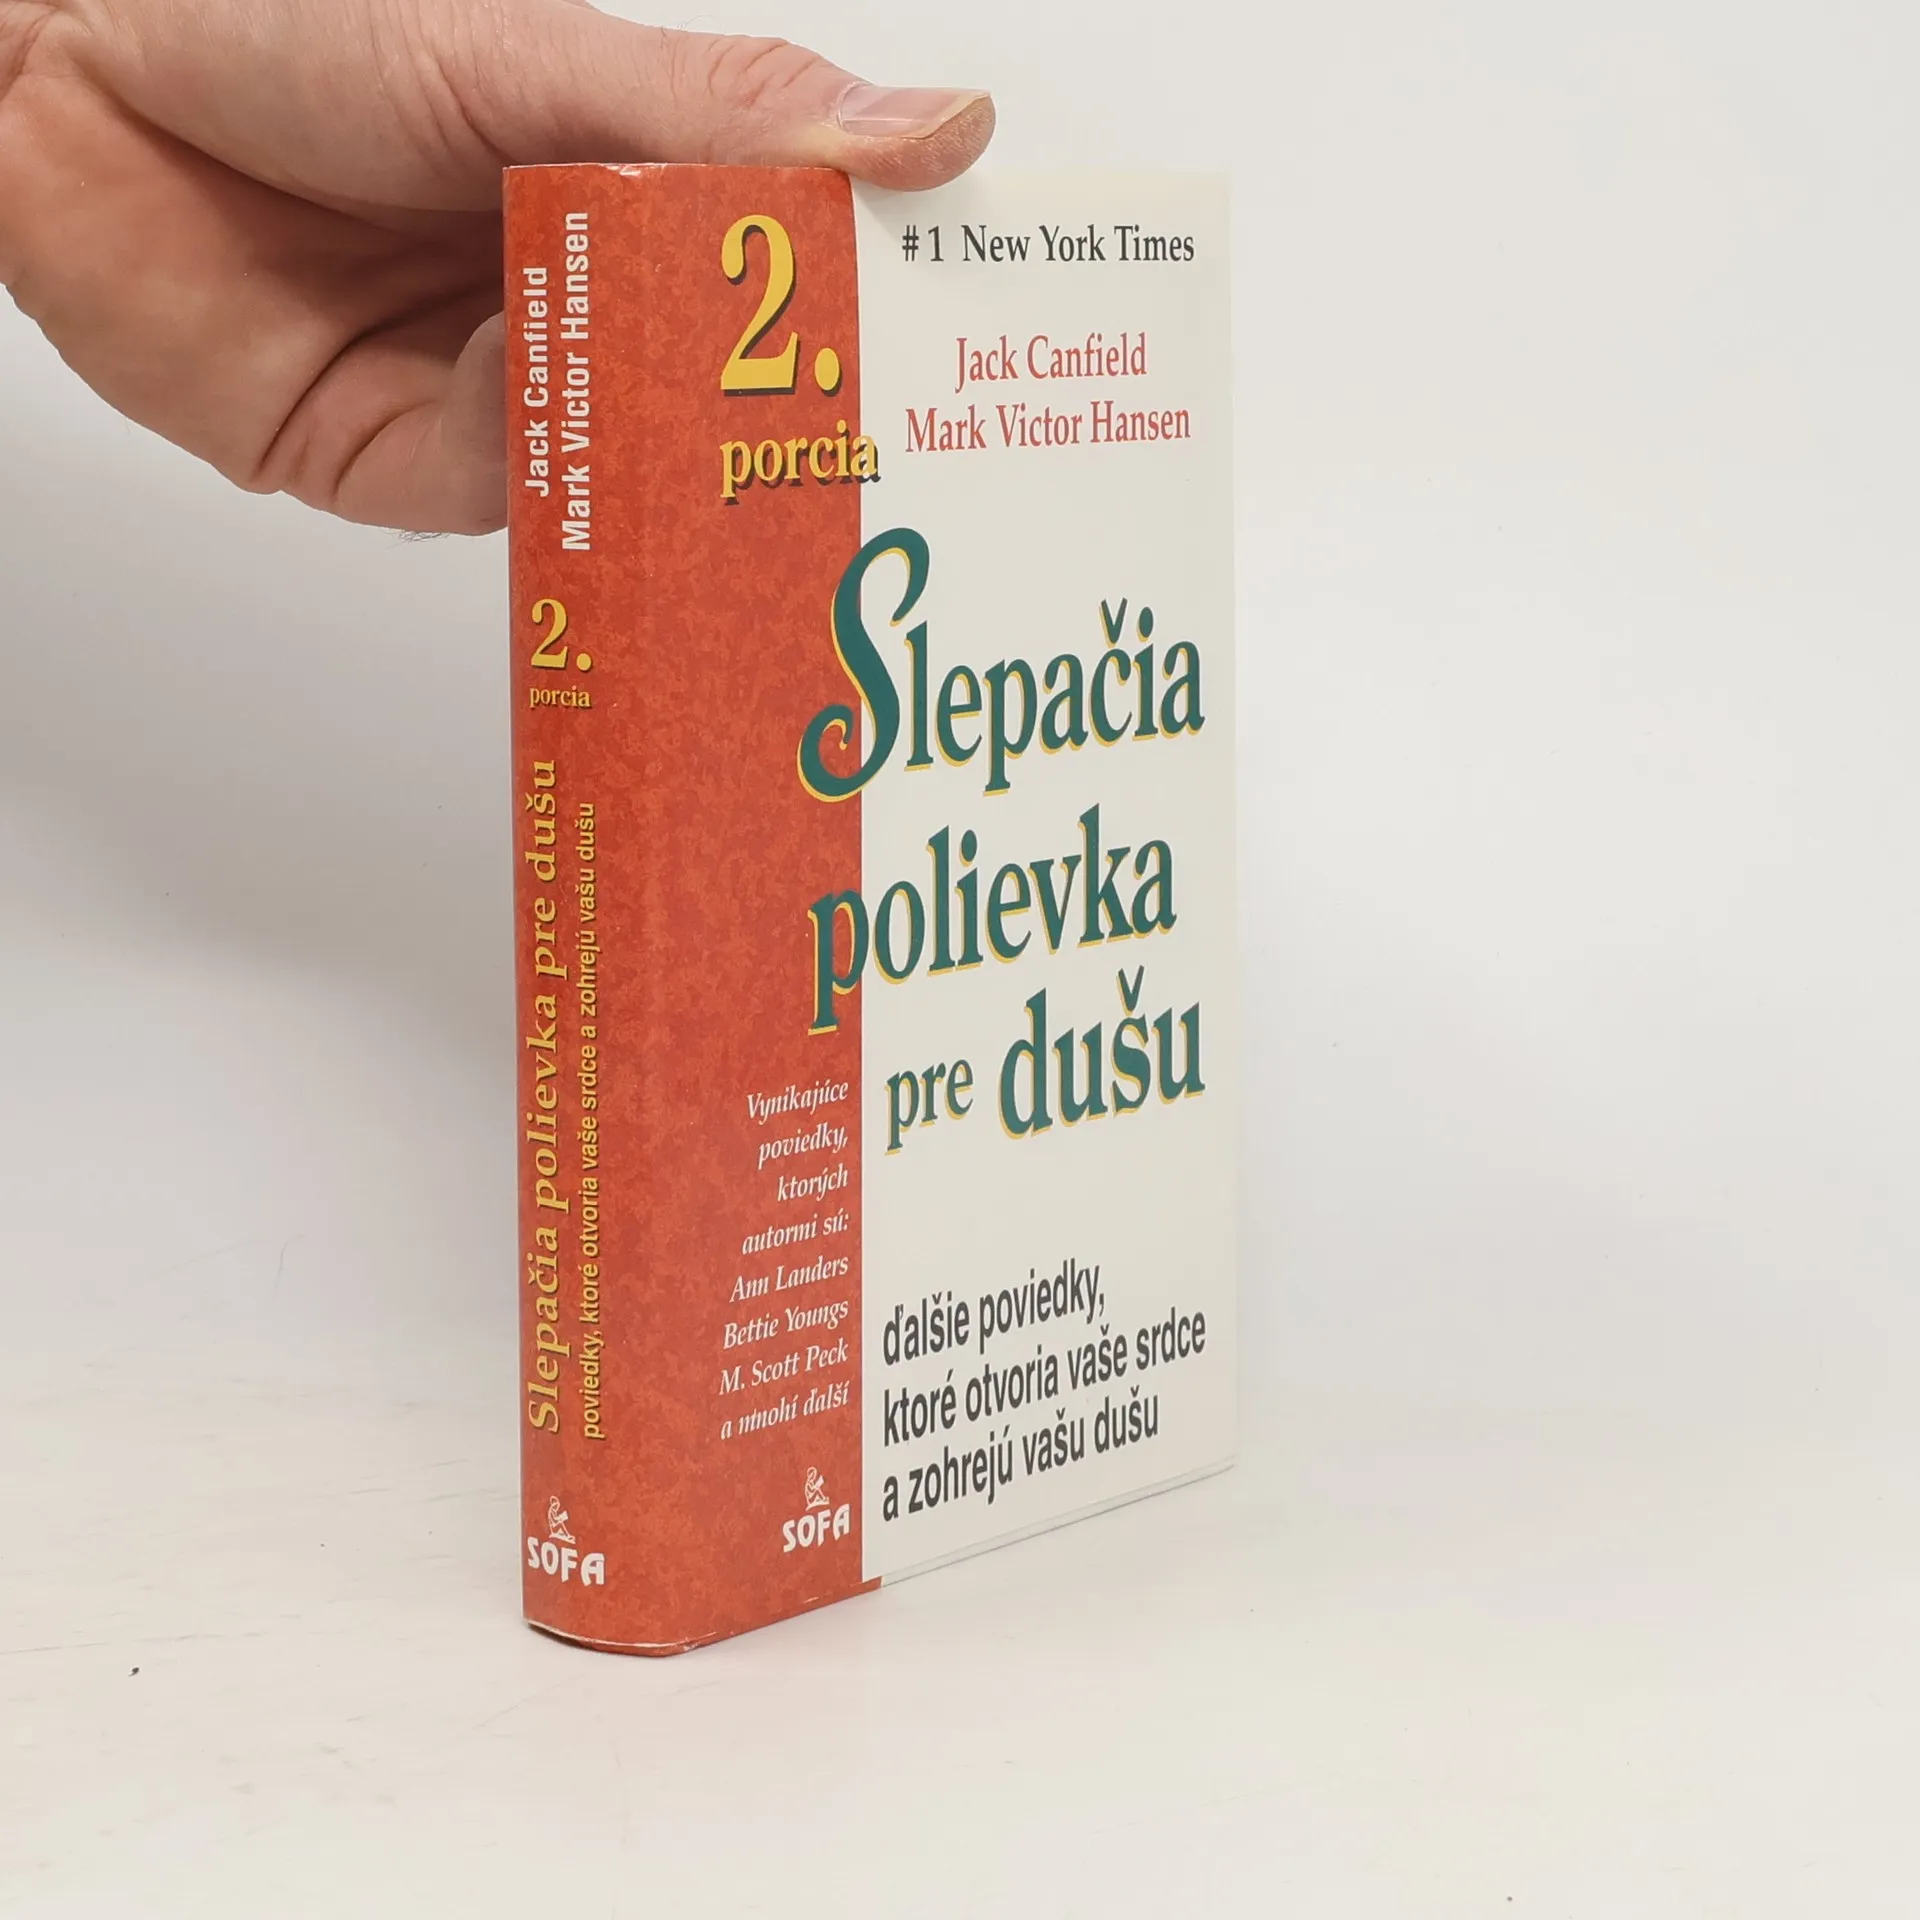 Jack Canfield
Mark Victor Hansen
2.
porcia
Slepačia polievka pre dušu
poviedky, ktoré otvoria vaše srdce a zohrejú vašu dušu
SOFA
2.
porcia
# 1 New York Times
Jack Canfield
Mark Victor Hansen
Slepačia
polievka
pre dušu
Vynikajúce
poviedky,
ktorých
autormi sú:
Ann Landers
Bettie Youngs
M. Scott Peck
a mnohí ďalší
SOFA
ďalšie poviedky,
ktoré otvoria vaše srdce
a zohrejú vašu dušu